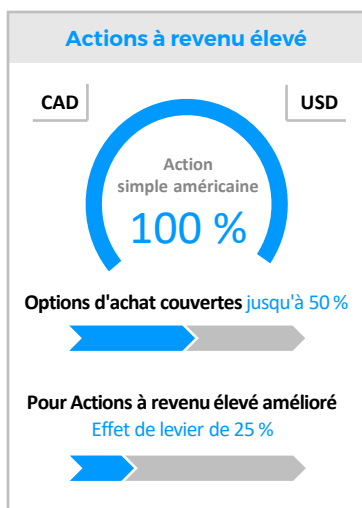 Actions à revenu élevé
CAD
USD
Action
simple américaine
100 %
Options d'achat couvertes jusqu'à 50 %
Pour Actions à revenu élevé amélioré
Effet de levier de 25 %